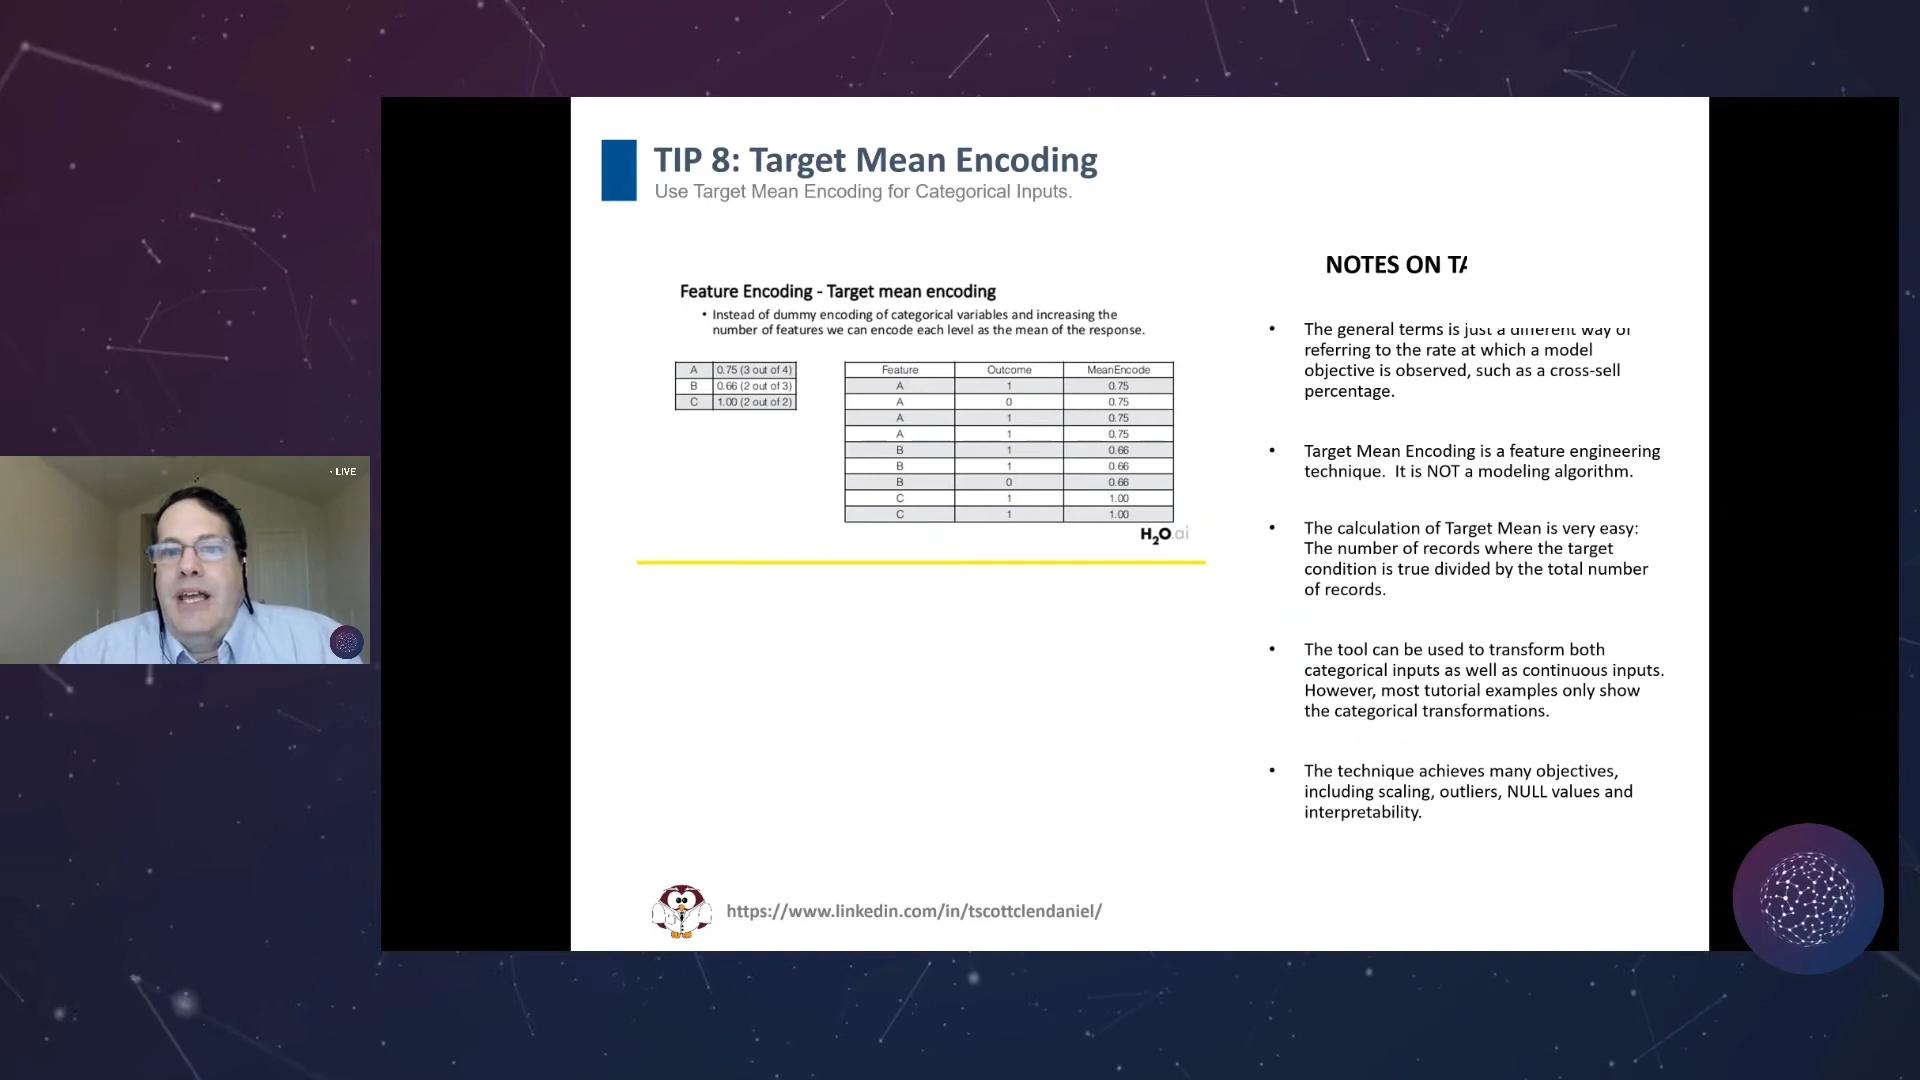 TIP 8: Target Mean Encoding
Use Target Mean Encoding for Categorical Inputs.
Feature Encoding - Target mean encoding
• Instead of dummy encoding of categorical variables and increasing the
number of features we can encode each level as the mean of the response.
A 0.75 (3 out of 4)
B 0.66 (2 out of 3)
C 1.00 (2 out of 2)
Feature Outcome MeanEncode
A 1 0.75
A 0 0.75
A 1 0.75
A 1 0.75
B 1 0.66
B 1 0.66
B 0 0.66
C 1 1.00
C 1 1.00
H2O.ai
NOTES ON TA
• The general terms is just a different way of
referring to the rate at which a model
objective is observed, such as a cross-sell
percentage.
• Target Mean Encoding is a feature engineering
technique. It is NOT a modeling algorithm.
• The calculation of Target Mean is very easy:
The number of records where the target
condition is true divided by the total number
of records.
• The tool can be used to transform both
categorical inputs as well as continuous inputs.
However, most tutorial examples only show
the categorical transformations.
• The technique achieves many objectives,
including scaling, outliers, NULL values and
interpretability.
https://www.linkedin.com/in/tscottclendaniel/
• LIVE